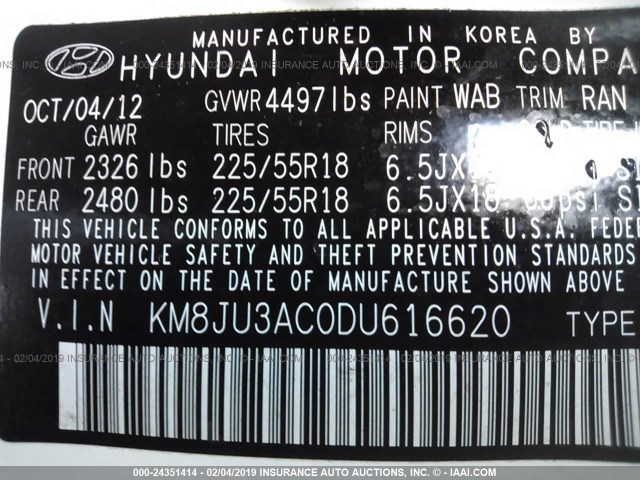 MANUFACTURED IN KOREA BY
HYUNDAI MOTOR COMPA
OCT/04/12 GVWR 4497lbs PAINT WAB TRIM RAN
GAWR TIRES RIMS
FRONT 2326 lbs 225/55R18 6.5JX
REAR 2480 lbs 225/55R18 6.5JX18
THIS VEHICLE CONFORMS TO ALL APPLICABLE U.S.A. FEDE
MOTOR VEHICLE SAFETY AND THEFT PREVENTION STANDARDS
IN EFFECT ON THE DATE OF MANUFACTURE SHOWN ABOVE
V.I.N KM8JU3AC0DU616620 TYPE
000-24351414 - 02/04/2019 INSURANCE AUTO AUCTIONS, INC. - © IAAI.COM